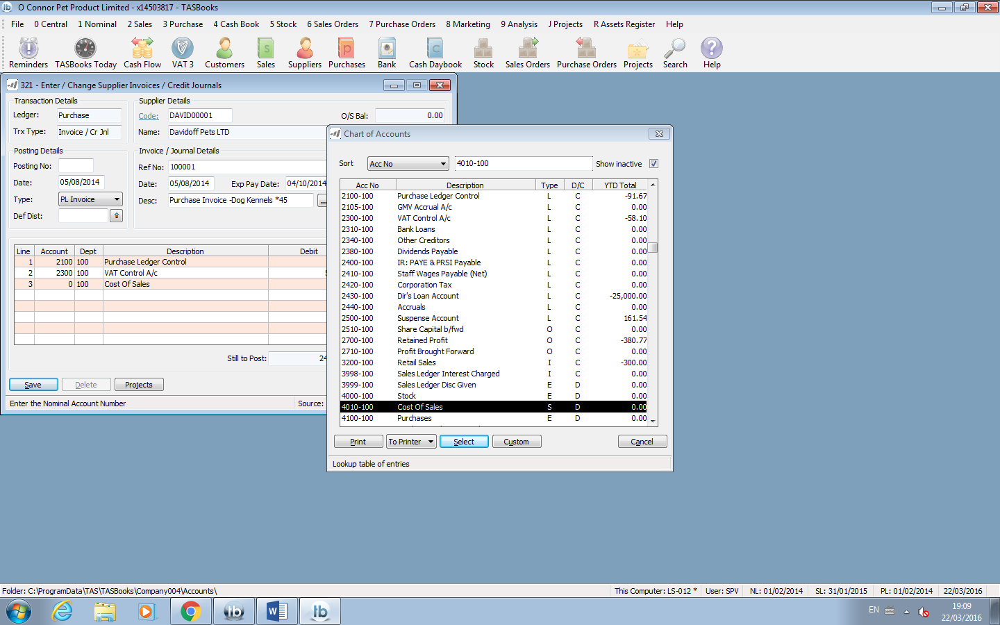 O Connor Pet Product Limited - x14503817 - TASBooks
File 0 Central 1 Nominal 2 Sales 3 Purchase 4 Cash Book 5 Stock 6 Sales Orders 7 Purchase Orders 8 Marketing 9 Analysis J Projects R Assets Register Help
Reminders TASBooks Today Cash Flow VAT 3 Customers Sales Suppliers Purchases Bank Cash Daybook Stock Sales Orders Purchase Orders Projects Search Help
321 - Enter / Change Supplier Invoices / Credit Journals
Transaction Details
Ledger: Purchase
Trx Type: Invoice / Cr Jnl
Supplier Details
Code: DAVID00001 O/S Bal: 0.00
Name: Davidoff Pets LTD
Posting Details
Posting No:
Date: 05/08/2014
Type: PL Invoice
Def Dist:
Invoice / Journal Details
Ref No: 100001
Date: 05/08/2014 Exp Pay Date: 04/10/2014
Desc: Purchase Invoice -Dog Kennels *45 ...
Line Account Dept Description Debit
1 2100 100 Purchase Ledger Control
2 2300 100 VAT Control A/c
3 0 100 Cost Of Sales
Still to Post: 24
Save Delete Projects
Enter the Nominal Account Number Source:
Chart of Accounts
Sort Acc No 4010-100 Show inactive
Acc No Description Type D/C YTD Total
2100-100 Purchase Ledger Control L C -91.67
2105-100 GMV Accrual A/c L C 0.00
2300-100 VAT Control A/c L C -58.10
2310-100 Bank Loans L C 0.00
2340-100 Other Creditors L C 0.00
2380-100 Dividends Payable L C 0.00
2400-100 IR: PAYE & PRSI Payable L C 0.00
2410-100 Staff Wages Payable (Net) L C 0.00
2420-100 Corporation Tax L C 0.00
2430-100 Dir's Loan Account L C -25,000.00
2440-100 Accruals L C 0.00
2500-100 Suspense Account L C 161.54
2510-100 Share Capital b/fwd O C 0.00
2700-100 Retained Profit O C -380.77
2710-100 Profit Brought Forward O C 0.00
3200-100 Retail Sales I C -300.00
3998-100 Sales Ledger Interest Charged I C 0.00
3999-100 Sales Ledger Disc Given E D 0.00
4000-100 Stock E D 0.00
4010-100 Cost Of Sales S D 0.00
4100-100 Purchases E D 0.00
Print To Printer Select Custom Cancel
Lookup table of entries
Folder: C:\ProgramData\TAS\TASBooks\Company004\Accounts\ This Computer: LS-012 * User: SPV NL: 01/02/2014 SL: 31/01/2015 PL: 01/02/2014 22/03/2016
EN 19:09
22/03/2016